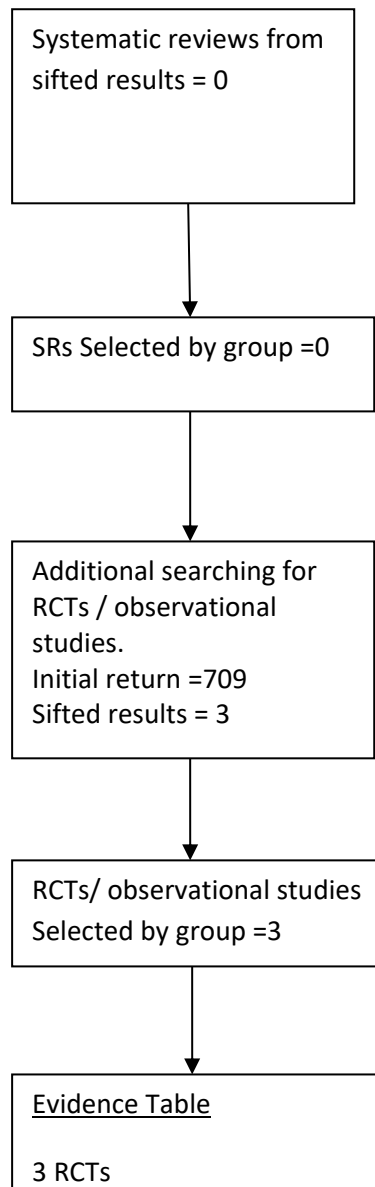 Systematic reviews from
sifted results = 0
SRs Selected by group =0
Additional searching for
RCTs / observational
studies.
Initial return =709
Sifted results = 3
RCTs/ observational studies
Selected by group =3
Evidence Table
3 RCTs